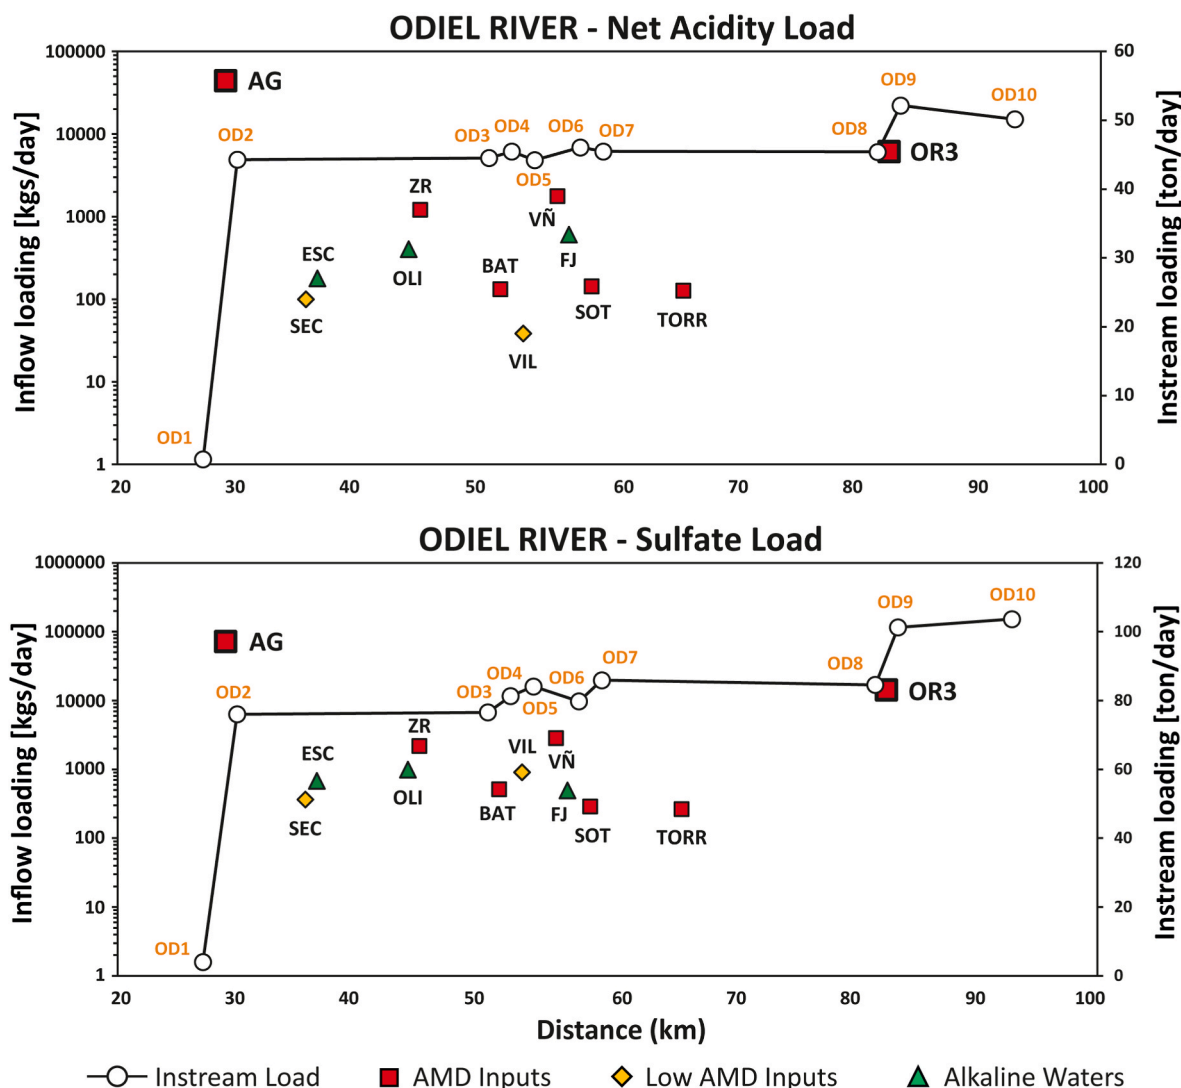 ODIEL RIVER - Net Acidity Load
Inflow loading [kgs/day]
100000
10000
1000
100
10
1
Instream loading [ton/day]
60
50
40
30
20
10
0
AG
OD1
OD2
OD3
OD4
OD5
OD6
OD7
OD8
OD9
OD10
OR3
ZR
ESC
OLI
SEC
BAT
VIL
VÑ
FJ
SOT
TORR
20 30 40 50 60 70 80 90 100
ODIEL RIVER - Sulfate Load
Inflow loading [kgs/day]
1000000
100000
10000
1000
100
10
1
Instream loading [ton/day]
120
100
80
60
40
20
0
AG
OD1
OD2
OD3
OD4
OD5
OD6
OD7
OD8
OD9
OD10
OR3
ZR
ESC
OLI
SEC
BAT
VIL
VÑ
FJ
SOT
TORR
20 30 40 50 60 70 80 90 100
Distance (km)
Instream Load AMD Inputs Low AMD Inputs Alkaline Waters